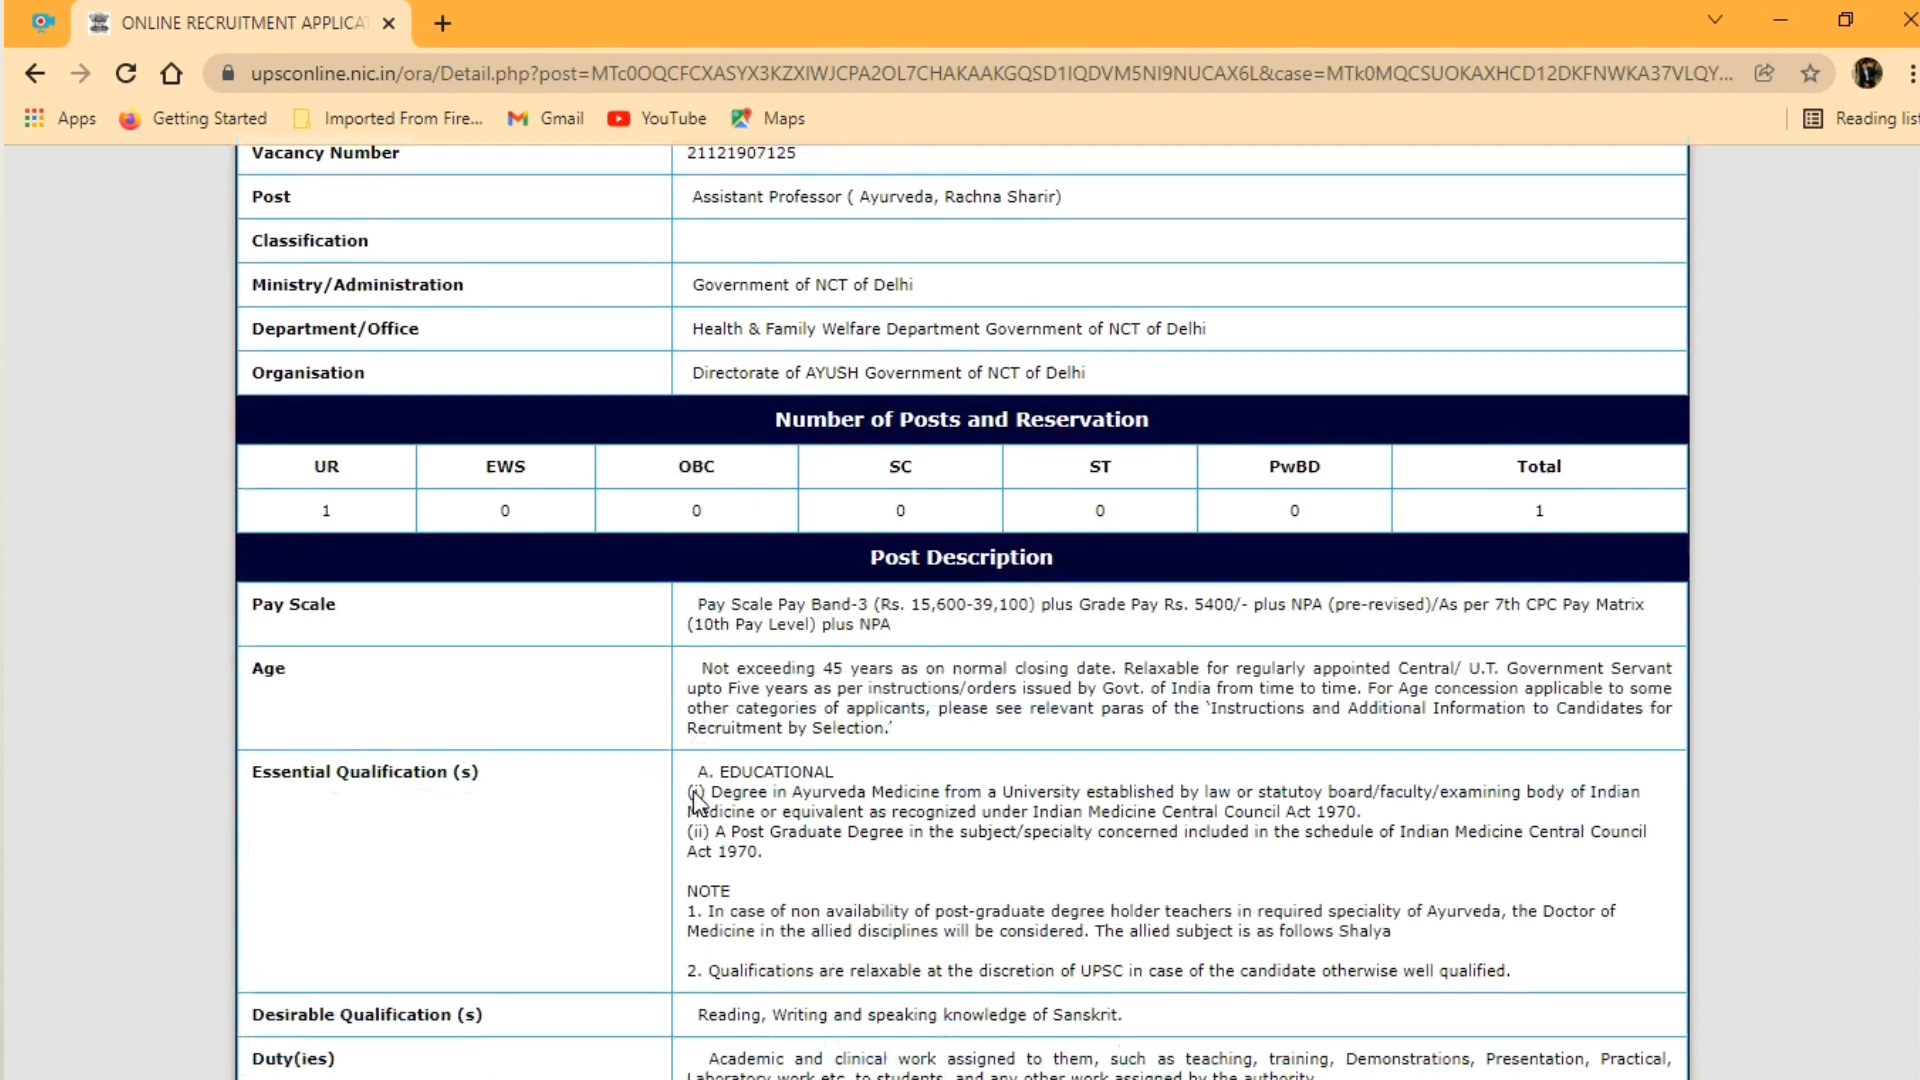 ONLINE RECRUITMENT APPLICA
upsconline.nic.in/ora/Detail.php?post=MTc0OQCFCXASYX3KZXIWJCPA2OL7CHAKAAKGQSD1IQDVM5NI9NUCAX6L&case=MTk0MQCSUOKAXHCD12DKFNWKA37VLQY...
Apps Getting Started Imported From Fire... Gmail YouTube Maps Reading list
Vacancy Number 21121907125
Post Assistant Professor ( Ayurveda, Rachna Sharir)
Classification
Ministry/Administration Government of NCT of Delhi
Department/Office Health & Family Welfare Department Government of NCT of Delhi
Organisation Directorate of AYUSH Government of NCT of Delhi
Number of Posts and Reservation
UR EWS OBC SC ST PwBD Total
1 0 0 0 0 0 1
Post Description
Pay Scale Pay Scale Pay Band-3 (Rs. 15,600-39,100) plus Grade Pay Rs. 5400/- plus NPA (pre-revised)/As per 7th CPC Pay Matrix
(10th Pay Level) plus NPA
Age Not exceeding 45 years as on normal closing date. Relaxable for regularly appointed Central/ U.T. Government Servant
upto Five years as per instructions/orders issued by Govt. of India from time to time. For Age concession applicable to some
other categories of applicants, please see relevant paras of the ‛Instructions and Additional Information to Candidates for
Recruitment by Selection.’
Essential Qualification (s) A. EDUCATIONAL
(i) Degree in Ayurveda Medicine from a University established by law or statutoy board/faculty/examining body of Indian
Medicine or equivalent as recognized under Indian Medicine Central Council Act 1970.
(ii) A Post Graduate Degree in the subject/specialty concerned included in the schedule of Indian Medicine Central Council
Act 1970.
NOTE
1. In case of non availability of post-graduate degree holder teachers in required speciality of Ayurveda, the Doctor of
Medicine in the allied disciplines will be considered. The allied subject is as follows Shalya
2. Qualifications are relaxable at the discretion of UPSC in case of the candidate otherwise well qualified.
Desirable Qualification (s) Reading, Writing and speaking knowledge of Sanskrit.
Duty(ies) Academic and clinical work assigned to them, such as teaching, training, Demonstrations, Presentation, Practical,
Laboratory work etc. to students, and any other work assigned by the authority.